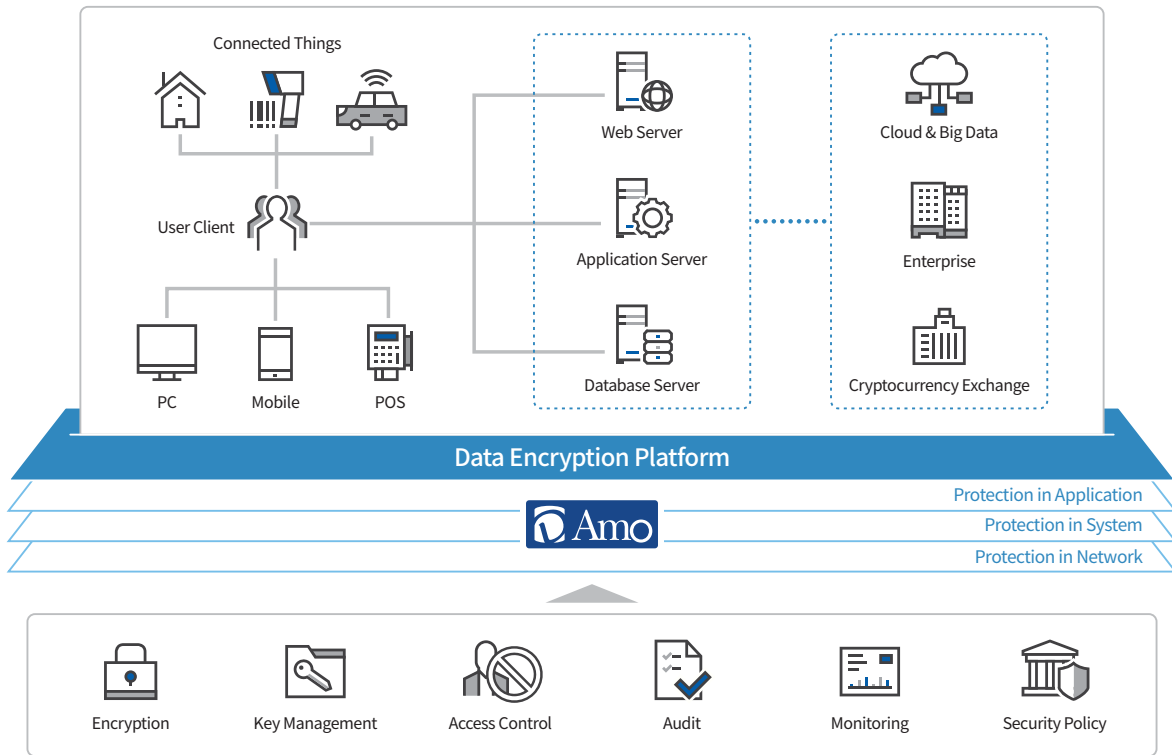 Connected Things
Web Server
Cloud & Big Data
User Client
Application Server
Enterprise
PC
Mobile
POS
Database Server
Cryptocurrency Exchange
Data Encryption Platform
Protection in Application
D Amo
Protection in System
Protection in Network
Encryption
Key Management
Access Control
Audit
Monitoring
Security Policy